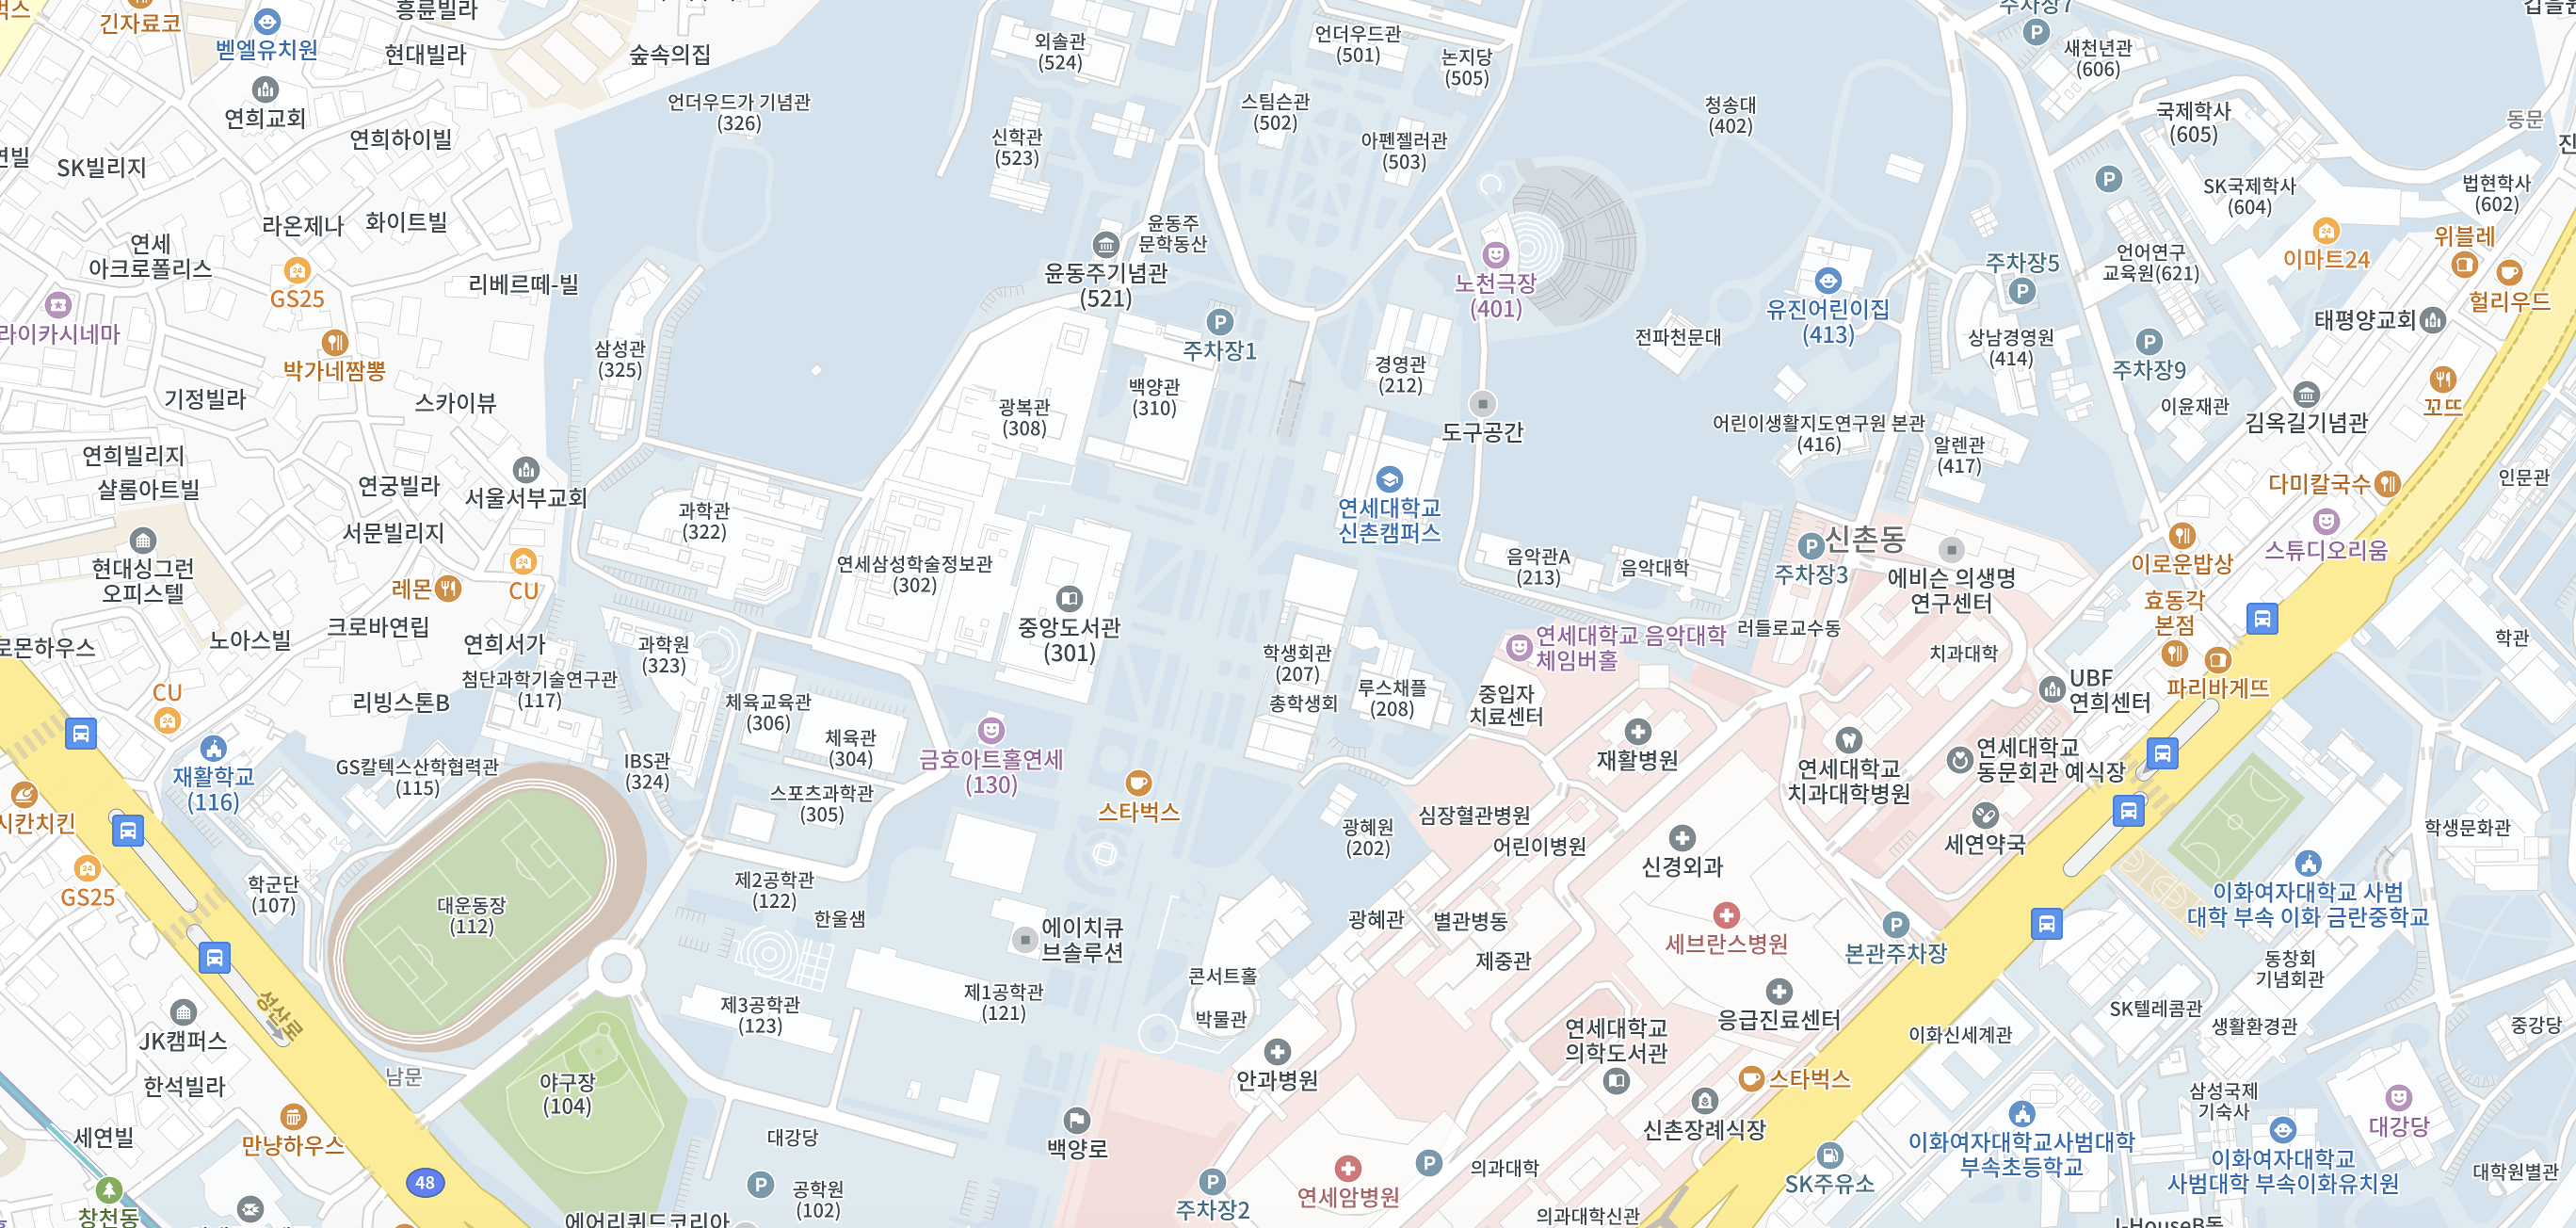 긴자료코
벧엘유치원
흥륜빌라
현대빌라
숲속의집
연희교회
연희하이빌
SK빌리지
언더우드가 기념관
(326)
외솔관
(524)
언더우드관
(501)
논지당
(505)
신학관
(523)
스팀슨관
(502)
아펜젤러관
(503)
청송대
(402)
주차장7
새천년관
(606)
국제학사
(605)
동문
SK국제학사
(604)
법현학사
(602)
이마트24
위블레
헐리우드
언어연구
교육원(621)
주차장5
태평양교회
라온제나
화이트빌
연세
아크로폴리스
GS25
리베르떼-빌
라이카시네마
박가네짬뽕
기정빌라
스카이뷰
윤동주
문학동산
윤동주기념관
(521)
주차장1
노천극장
(401)
유진어린이집
(413)
전파천문대
상남경영원
(414)
주차장9
이윤재관
김옥길기념관
꼬뜨
삼성관
(325)
광복관
(308)
백양관
(310)
경영관
(212)
도구공간
어린이생활지도연구원 본관
(416)
알렌관
(417)
다미칼국수
인문관
스튜디오리움
연희빌리지
샬롬아트빌
연궁빌라
서울서부교회
서문빌리지
현대싱그런
오피스텔
레몬
CU
과학관
(322)
연세삼성학술정보관
(302)
중앙도서관
(301)
연세대학교
신촌캠퍼스
음악관A
(213)
음악대학
주차장3
신촌동
에비슨 의생명
연구센터
이로운밥상
효동각
본점
파리바게뜨
학관
노아스빌
크로바연립
연희서가
과학원
(323)
첨단과학기술연구관
(117)
리빙스톤B
CU
체육교육관
(306)
체육관
(304)
금호아트홀연세
(130)
학생회관
(207)
총학생회
루스채플
(208)
연세대학교 음악대학
체임버홀
러들로교수동
치과대학
UBF
연희센터
중입자
치료센터
재활병원
연세대학교
치과대학병원
연세대학교
동문회관 예식장
재활학교
(116)
GS칼텍스산학협력관
(115)
IBS관
(324)
스포츠과학관
(305)
스타벅스
광혜원
(202)
심장혈관병원
어린이병원
신경외과
세연약국
학생문화관
GS25
학군단
(107)
대운동장
(112)
제2공학관
(122)
한울샘
에이치큐
브솔루션
광혜관
별관병동
세브란스병원
본관주차장
이화여자대학교 사범
대학 부속 이화 금란중학교
제중관
콘서트홀
박물관
제3공학관
(123)
제1공학관
(121)
응급진료센터
동창회
기념회관
SK텔레콤관
생활환경관
이화신세계관
중강당
성산로
JK캠퍼스
한석빌라
남문
야구장
(104)
안과병원
연세대학교
의학도서관
스타벅스
신촌장례식장
삼성국제
기숙사
대강당
이화여자대학교사범대학
부속초등학교
이화여자대학교
사범대학 부속이화유치원
대학원별관
세연빌
만냥하우스
대강당
백양로
48
창천동
공학원
(102)
주차장2
연세암병원
의과대학
의과대학신관
SK주유소
에어리퀴드코리아